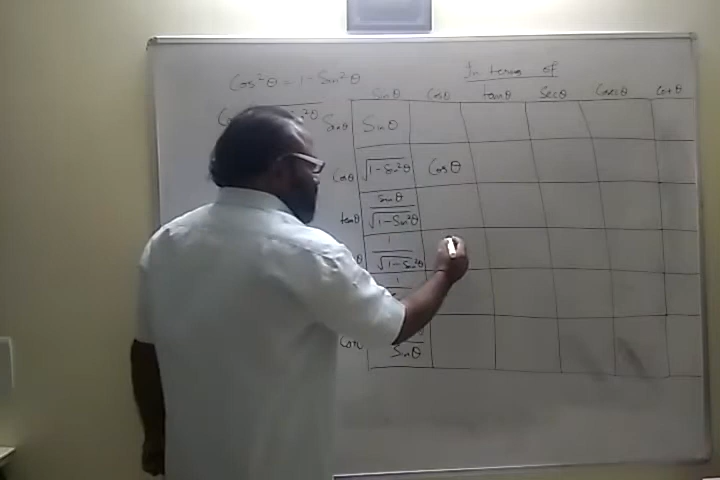 Cos²θ = 1 - Sin²θ
In terms of
Sinθ Cosθ tanθ Secθ Cosecθ Cotθ
Sinθ Sinθ
Cosθ √1-Sin²θ Cosθ
tanθ Sinθ
√1-Sin²θ
1
θ √1-Sin²θ
1
Sinθ